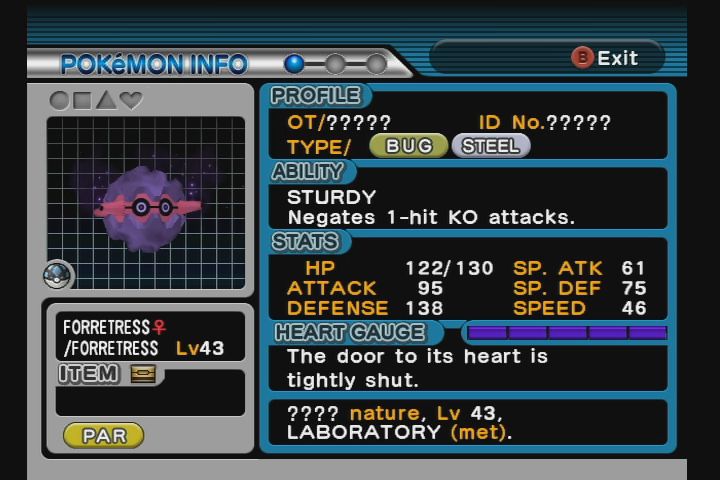 POKéMON INFO
B Exit
PROFILE
OT/?????
ID No.?????
TYPE/ BUG STEEL
ABILITY
STURDY
Negates 1-hit KO attacks.
STATS
HP 122/130 SP. ATK 61
ATTACK 95 SP. DEF 75
DEFENSE 138 SPEED 46
FORRETRESS♀
/FORRETRESS Lv43
HEART GAUGE
The door to its heart is
tightly shut.
ITEM
???? nature, Lv 43,
LABORATORY (met).
PAR